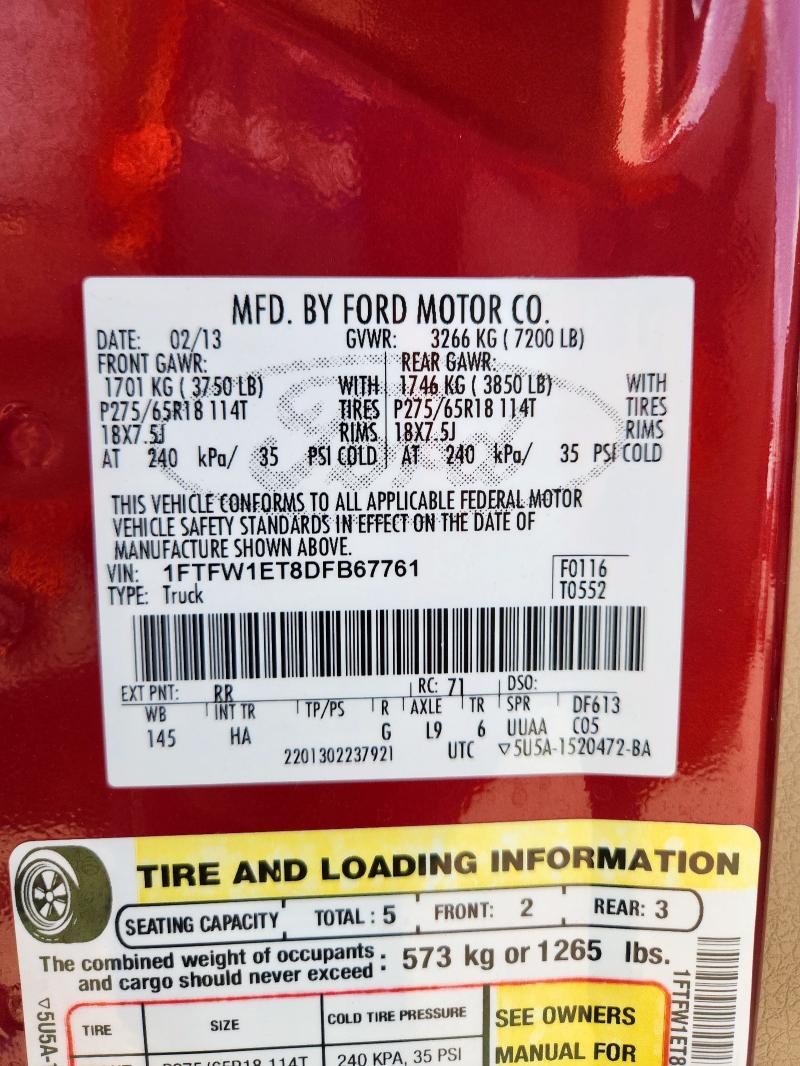 MFD. BY FORD MOTOR CO.
DATE: 02/13 GVWR: 3266 KG ( 7200 LB)
FRONT GAWR: REAR GAWR:
1701 KG ( 3750 LB) WITH 1746 KG ( 3850 LB) WITH
P275/65R18 114T TIRES P275/65R18 114T TIRES
18X7.5J RIMS 18X7.5J RIMS
AT 240 kPa/ 35 PSI COLD AT 240 kPa/ 35 PSI COLD
THIS VEHICLE CONFORMS TO ALL APPLICABLE FEDERAL MOTOR
VEHICLE SAFETY STANDARDS IN EFFECT ON THE DATE OF
MANUFACTURE SHOWN ABOVE.
VIN: 1FTFW1ET8DFB67761 F0116
TYPE: Truck T0552
EXT PNT: RR RC: 71 DSO:
WB INT TR TP/PS R AXLE TR SPR DF613
145 HA G L9 6 UUAA C05
2201302237921 UTC ▽5U5A-1520472-BA
TIRE AND LOADING INFORMATION
SEATING CAPACITY TOTAL : 5 FRONT: 2 REAR: 3
The combined weight of occupants
and cargo should never exceed : 573 kg or 1265 lbs.
TIRE SIZE COLD TIRE PRESSURE SEE OWNERS
P275/65R18 114T 240 KPA, 35 PSI MANUAL FOR
▽5U5A-
1FTFW1ET8